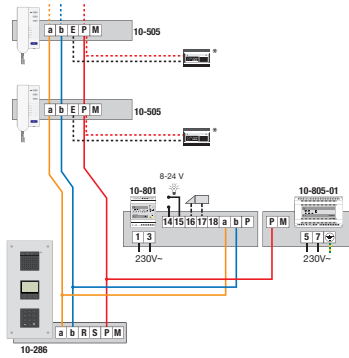 a b E P M
10-505
*
a b E P M
10-505
*
8-24 V
10-801
10-805-01
14 15 16 17 18 a b P
P M
1 3
5 7
230V~
230V~
a b R S P M
10-286